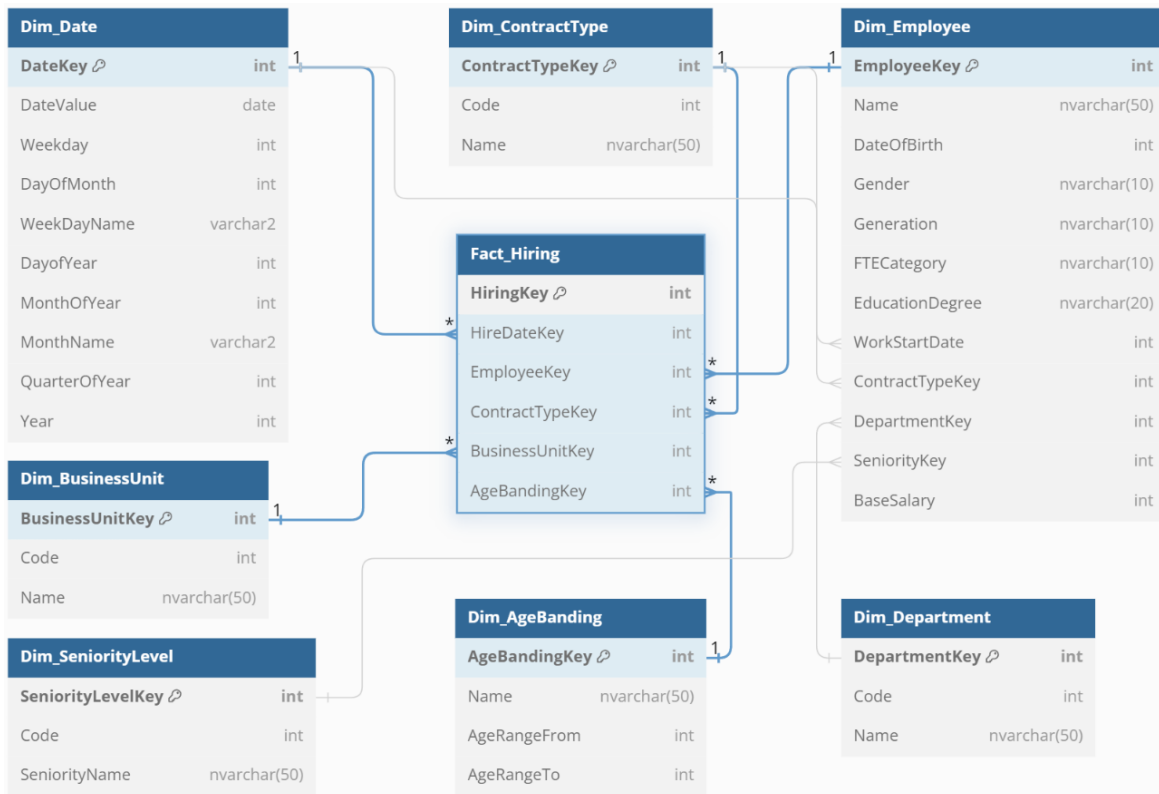 Dim_Date
DateKey int
DateValue date
Weekday int
DayOfMonth int
WeekDayName varchar2
DayofYear int
MonthOfYear int
MonthName varchar2
QuarterOfYear int
Year int
1
Dim_ContractType
ContractTypeKey int
Code int
Name nvarchar(50)
1
Dim_Employee
EmployeeKey int
Name nvarchar(50)
DateOfBirth int
Gender nvarchar(10)
Generation nvarchar(10)
FTECategory nvarchar(10)
EducationDegree nvarchar(20)
WorkStartDate int
ContractTypeKey int
DepartmentKey int
SeniorityKey int
BaseSalary int
1
Fact_Hiring
HiringKey int
* HireDateKey int
EmployeeKey int *
ContractTypeKey int *
* BusinessUnitKey int
AgeBandingKey int *
Dim_BusinessUnit
BusinessUnitKey int 1
Code int
Name nvarchar(50)
Dim_SeniorityLevel
SeniorityLevelKey int
Code int
SeniorityName nvarchar(50)
Dim_AgeBanding
AgeBandingKey int 1
Name nvarchar(50)
AgeRangeFrom int
AgeRangeTo int
Dim_Department
DepartmentKey int
Code int
Name nvarchar(50)